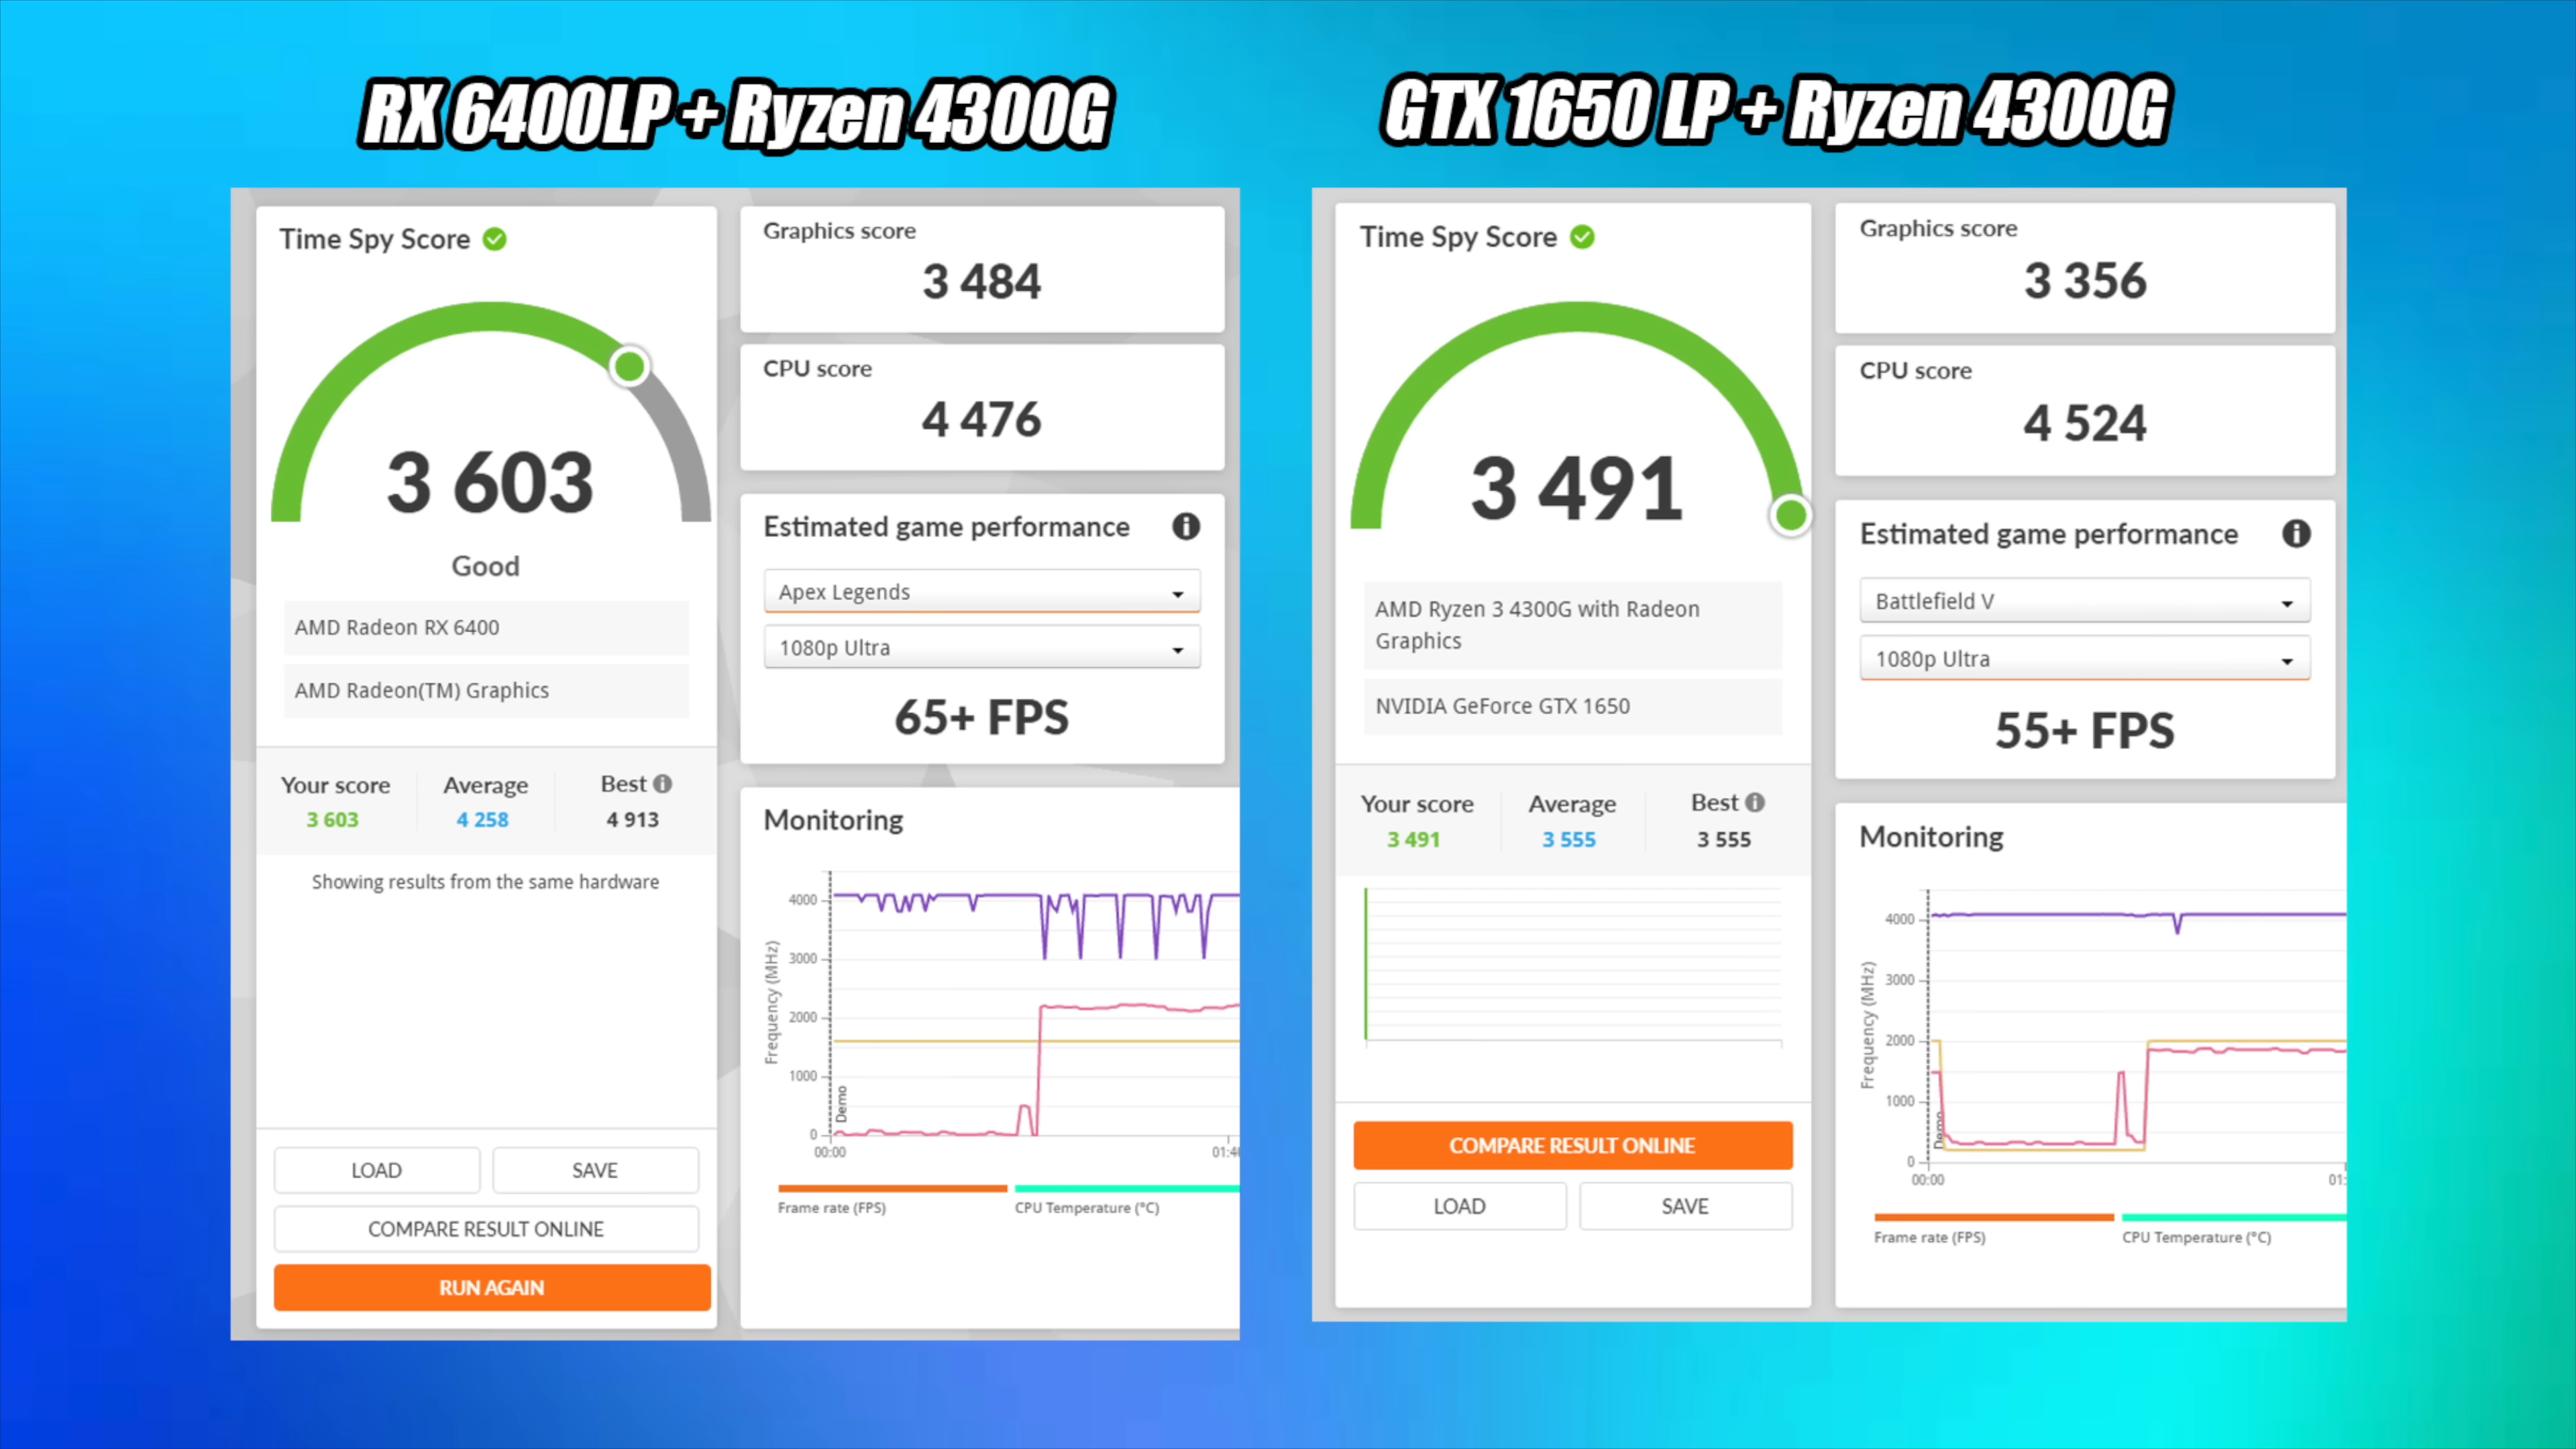 RX 6400LP + Ryzen 4300G
Time Spy Score
3 603
Good
AMD Radeon RX 6400
AMD Radeon(TM) Graphics
Your score Average Best
3 603 4 258 4 913
Showing results from the same hardware
LOAD SAVE
COMPARE RESULT ONLINE
RUN AGAIN
Graphics score
3 484
CPU score
4 476
Estimated game performance
Apex Legends
1080p Ultra
65+ FPS
Monitoring
Frequency (MHz)
4000
3000
2000
1000
0
Demo
00:00 01:4
Frame rate (FPS) CPU Temperature (°C)
GTX 1650 LP + Ryzen 4300G
Time Spy Score
3 491
AMD Ryzen 3 4300G with Radeon
Graphics
NVIDIA GeForce GTX 1650
Your score Average Best
3 491 3 555 3 555
COMPARE RESULT ONLINE
LOAD SAVE
Graphics score
3 356
CPU score
4 524
Estimated game performance
Battlefield V
1080p Ultra
55+ FPS
Monitoring
Frequency (MHz)
4000
3000
2000
1000
0
Demo
00:00 01:
Frame rate (FPS) CPU Temperature (°C)